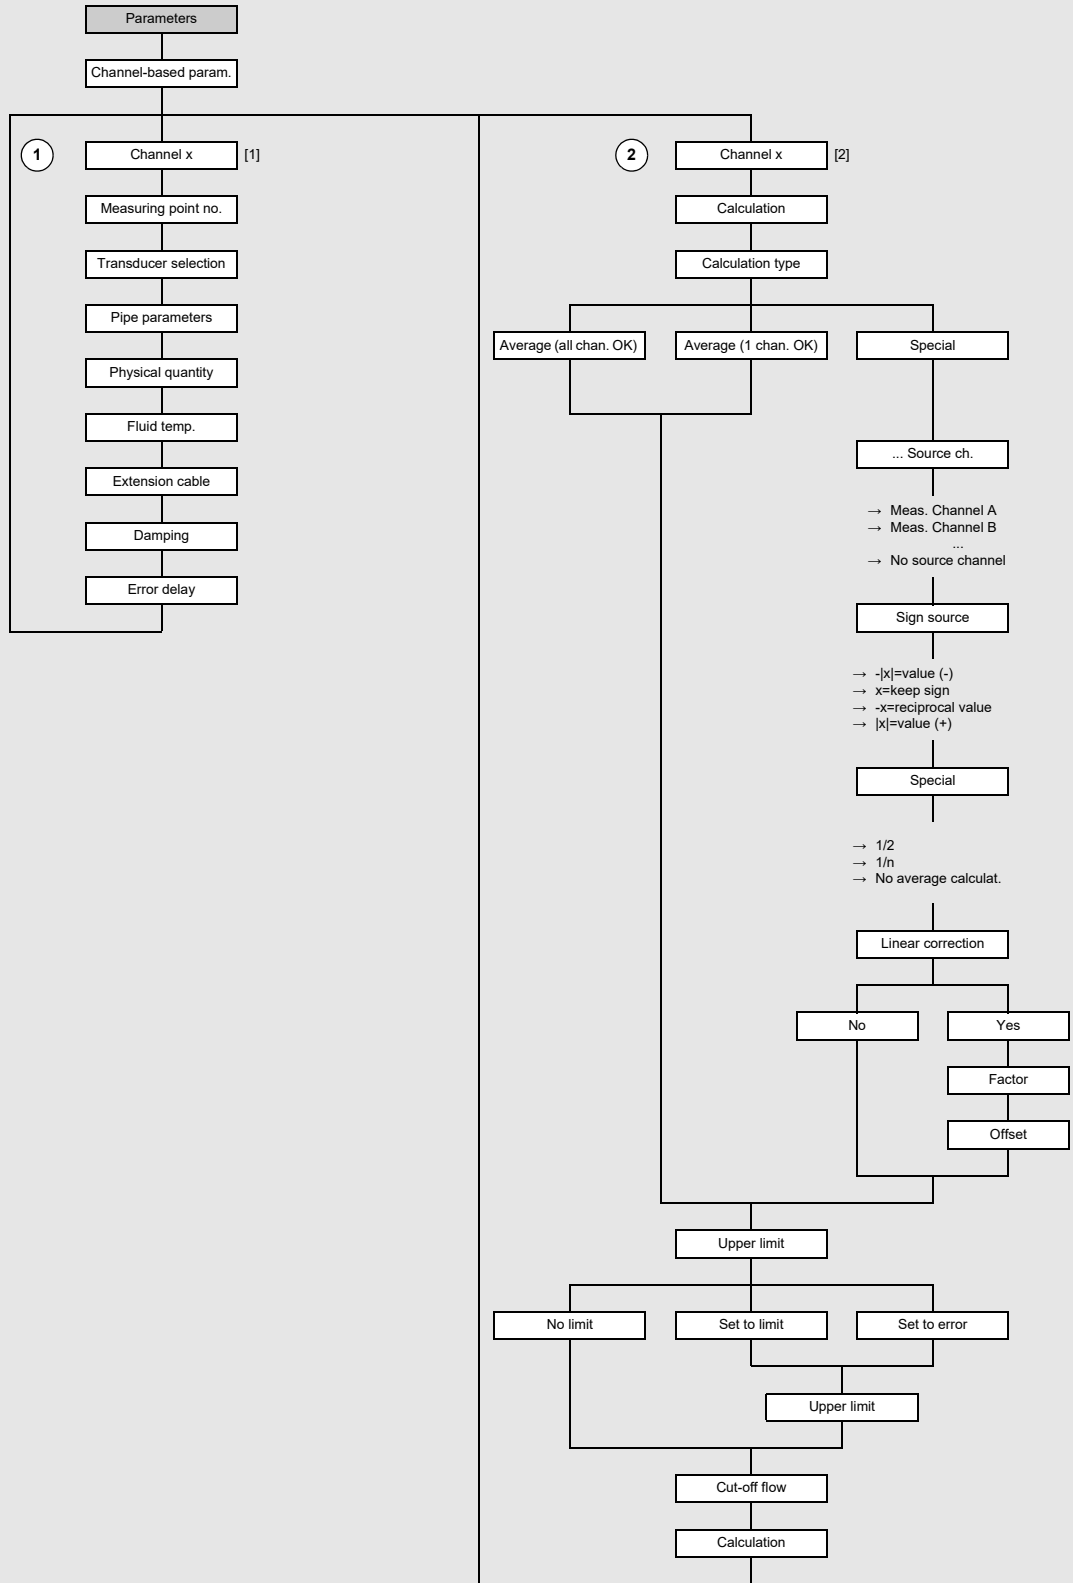 Parameters
Channel-based param.
1
Channel x
[1]
Measuring point no.
Transducer selection
Pipe parameters
Physical quantity
Fluid temp.
Extension cable
Damping
Error delay
2
Channel x
[2]
Calculation
Calculation type
Average (all chan. OK)
Average (1 chan. OK)
Special
... Source ch.
→ Meas. Channel A
→ Meas. Channel B
...
→ No source channel
Sign source
→ -|x|=value (-)
→ x=keep sign
→ -x=reciprocal value
→ |x|=value (+)
Special
→ 1/2
→ 1/n
→ No average calculat.
Linear correction
No
Yes
Factor
Offset
Upper limit
No limit
Set to limit
Set to error
Upper limit
Cut-off flow
Calculation